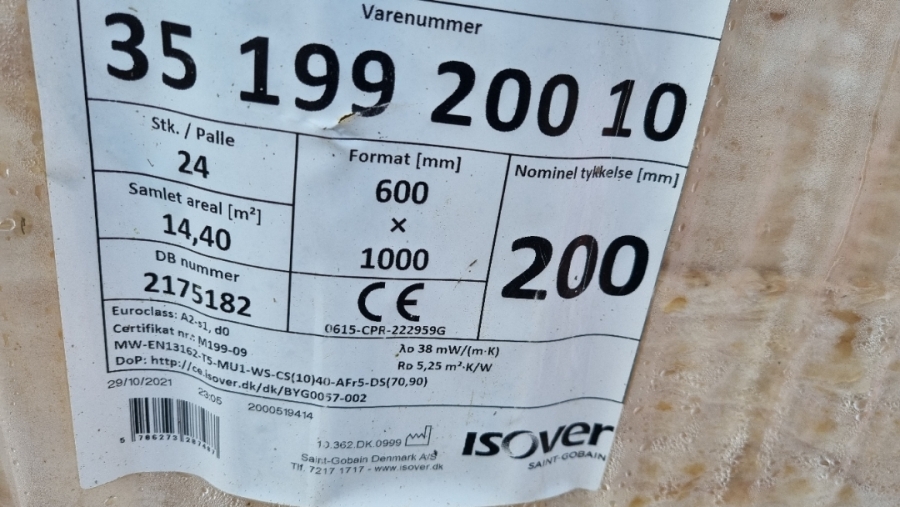 Varenummer
35 199 200 10
Stk. / Palle
24
Samlet areal [m²]
14,40
DB nummer
2175182
Format [mm]
600
×
1000
CE
0615-CPR-222959G
Nominel tykkelse [mm]
200
Euroclass: A2-s1, d0
Certifikat nr.: M199-09
MW-EN13162-T5-MU1-WS-CS(10)40-AFr5-DS(70,90)
DoP: http://ce.isover.dk/dk/BYG0057-002
λD 38 mW/(m·K)
RD 5,25 m²·K/W
29/10/2021
23:05
2000519414
10.362.DK.0999
Saint-Gobain Denmark A/S
Tlf. 7217 1717 - www.isover.dk
isover
SAINT-GOBAIN